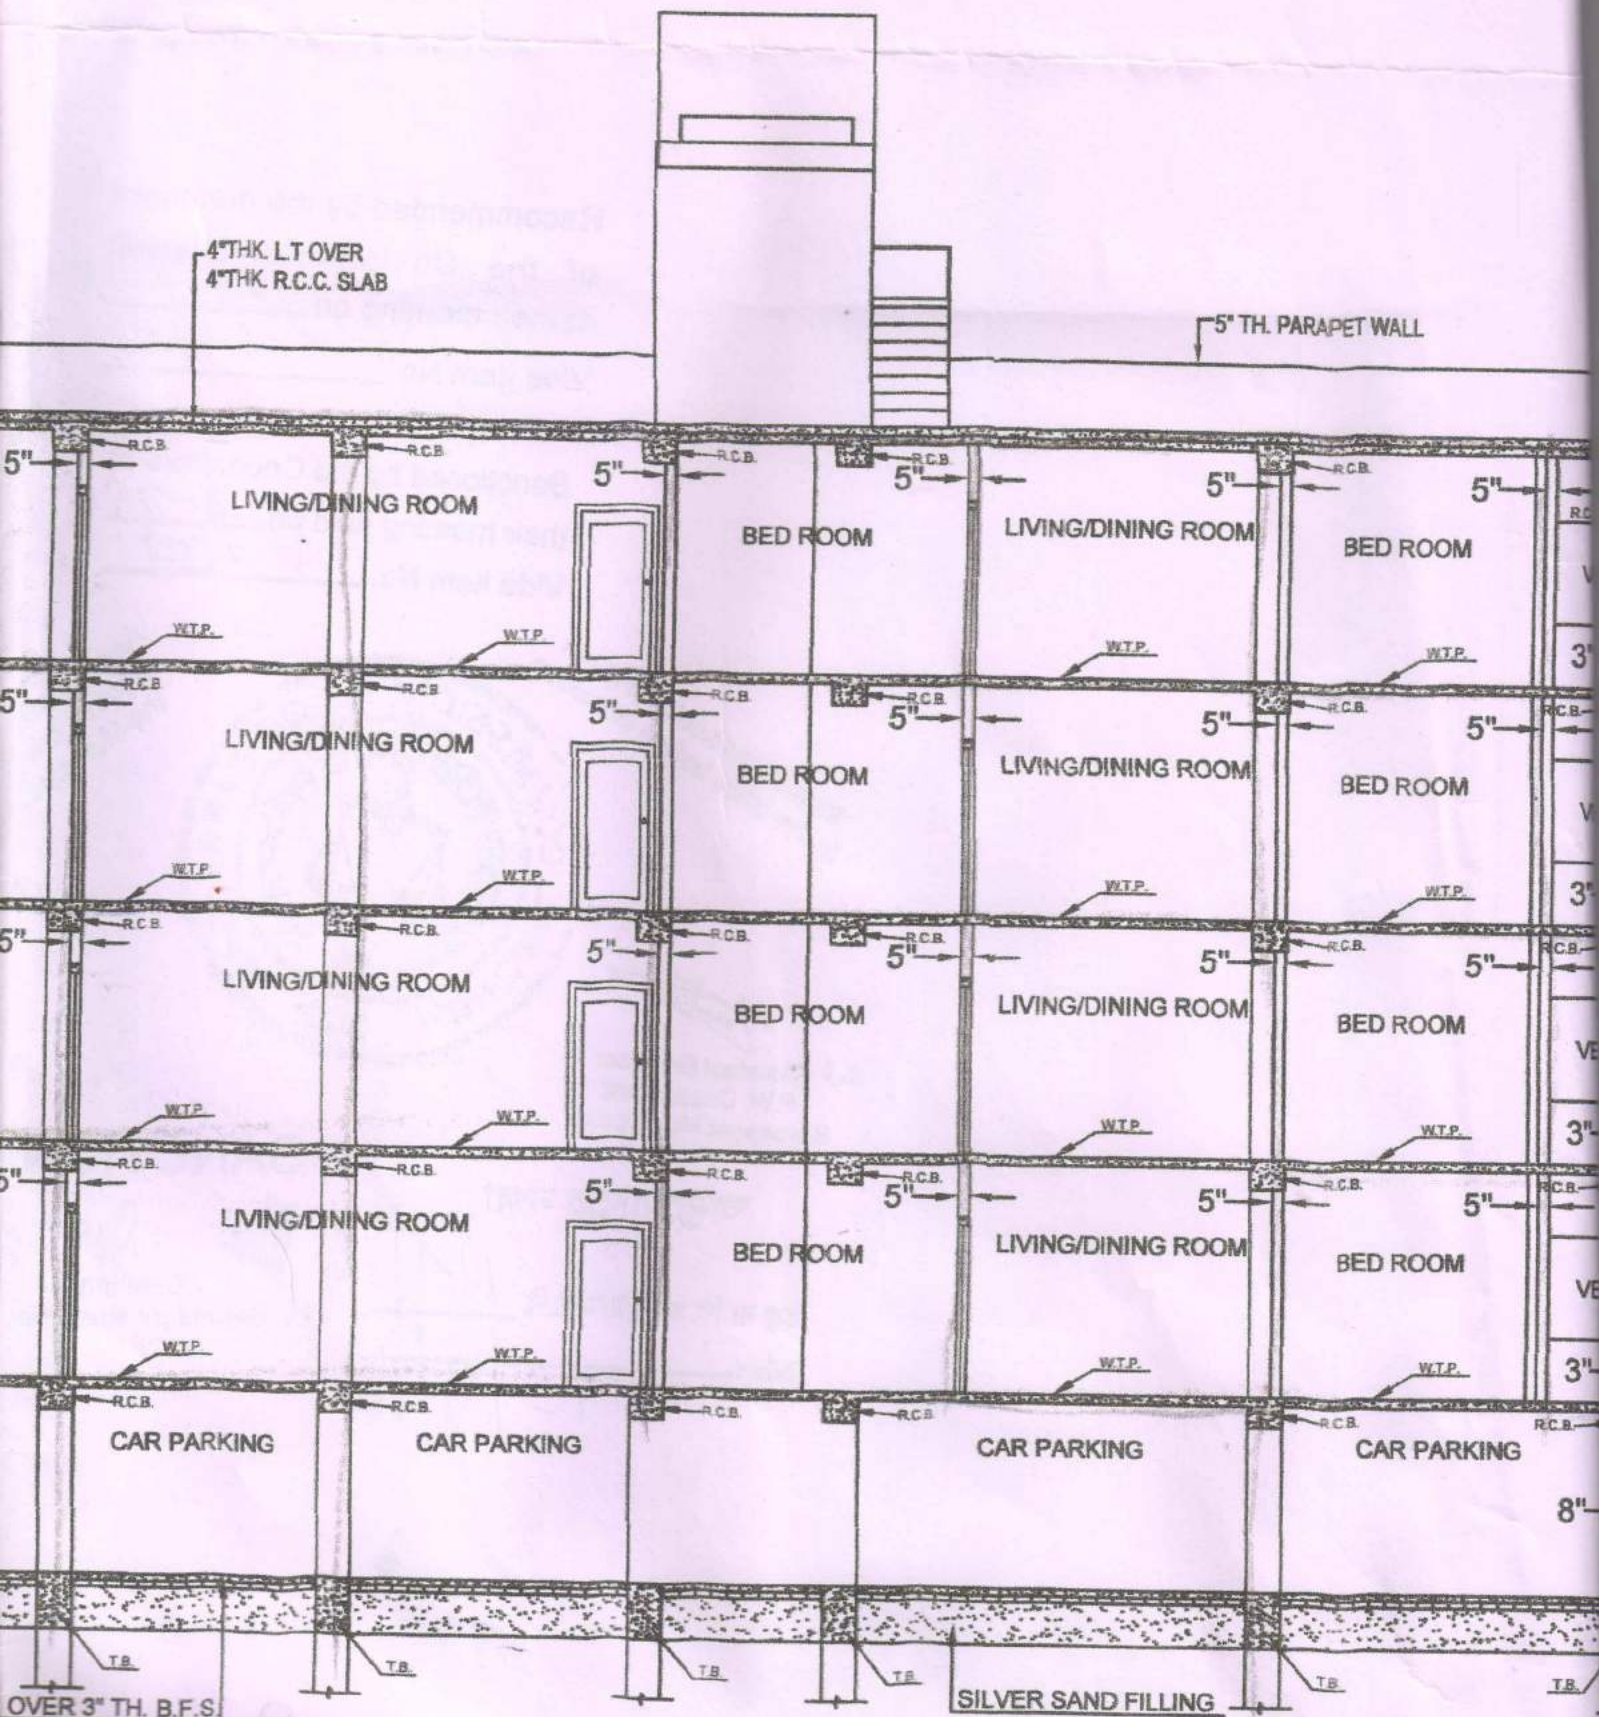 4"THK. L.T OVER
4"THK. R.C.C. SLAB
5" TH. PARAPET WALL
R.C.B. R.C.B. R.C.B. R.C.B. R.C.B.
5" 5" 5" 5" 5"
LIVING/DINING ROOM BED ROOM LIVING/DINING ROOM BED ROOM
W.T.P. W.T.P. W.T.P. W.T.P.
3"
R.C.B. R.C.B. R.C.B. R.C.B. R.C.B. R.C.B.
5" 5" 5" 5" 5"
LIVING/DINING ROOM BED ROOM LIVING/DINING ROOM BED ROOM
W.T.P. W.T.P. W.T.P. W.T.P.
3"
R.C.B. R.C.B. R.C.B. R.C.B. R.C.B. R.C.B.
5" 5" 5" 5" 5"
LIVING/DINING ROOM BED ROOM LIVING/DINING ROOM BED ROOM
VE
W.T.P. W.T.P. W.T.P. W.T.P.
3"
R.C.B. R.C.B. R.C.B. R.C.B. R.C.B. R.C.B.
5" 5" 5" 5" 5"
LIVING/DINING ROOM BED ROOM LIVING/DINING ROOM BED ROOM
VE
W.T.P. W.T.P. W.T.P. W.T.P.
3"
R.C.B. R.C.B. R.C.B. R.C.B. R.C.B. R.C.B.
CAR PARKING CAR PARKING CAR PARKING CAR PARKING
8"
T.B. T.B. T.B. T.B. T.B. T.B.
OVER 3" TH. B.F.S. SILVER SAND FILLING